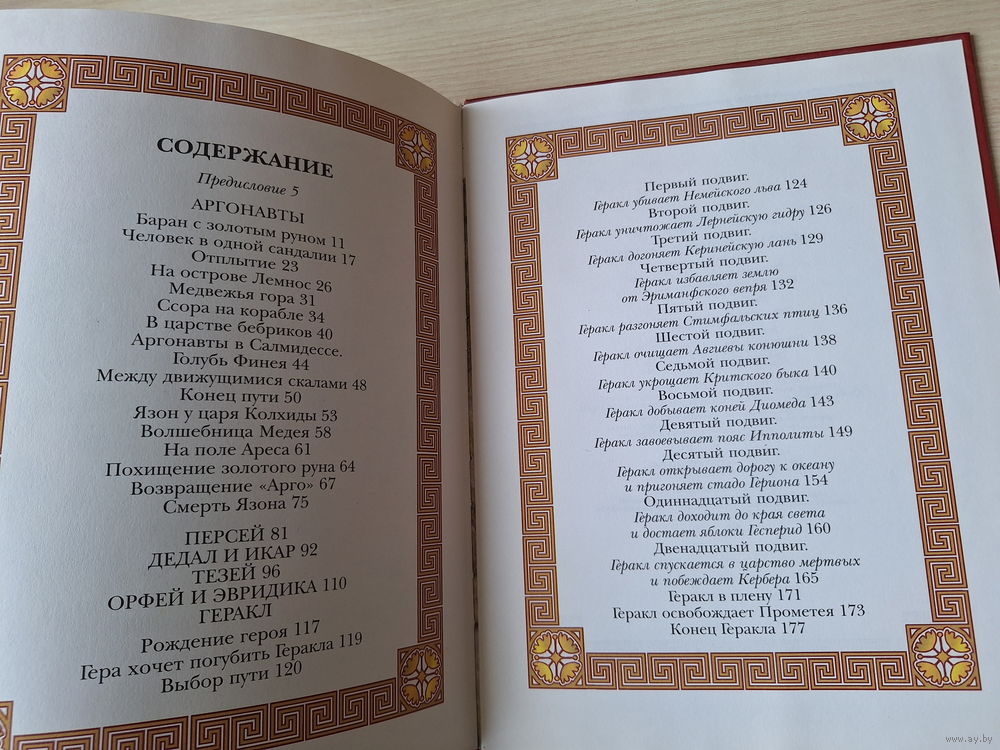 СОДЕРЖАНИЕ
Предисловие 5
АРГОНАВТЫ
Баран с золотым руном 11
Человек в одной сандалии 17
Отплытие 23
На острове Лемнос 26
Медвежья гора 31
Ссора на корабле 34
В царстве бебриков 40
Аргонавты в Салмидессе.
Голубь Финея 44
Между движущимися скалами 48
Конец пути 50
Язон у царя Колхиды 53
Волшебница Медея 58
На поле Ареса 61
Похищение золотого руна 64
Возвращение «Арго» 67
Смерть Язона 75
ПЕРСЕЙ 81
ДЕДАЛ И ИКАР 92
ТЕЗЕЙ 96
ОРФЕЙ И ЭВРИДИКА 110
ГЕРАКЛ
Рождение героя 117
Гера хочет погубить Геракла 119
Выбор пути 120
Первый подвиг.
Геракл убивает Немейского льва 124
Второй подвиг.
Геракл уничтожает Лернейскую гидру 126
Третий подвиг.
Геракл догоняет Керинейскую лань 129
Четвертый подвиг.
Геракл избавляет землю
от Эриманфского вепря 132
Пятый подвиг.
Геракл разгоняет Стимфальских птиц 136
Шестой подвиг.
Геракл очищает Авгиевы конюшни 138
Седьмой подвиг.
Геракл укрощает Критского быка 140
Восьмой подвиг.
Геракл добывает коней Диомеда 143
Девятый подвиг.
Геракл завоевывает пояс Ипполиты 149
Десятый подвиг.
Геракл открывает дорогу к океану
и пригоняет стадо Гериона 154
Одиннадцатый подвиг.
Геракл доходит до края света
и достает яблоки Гесперид 160
Двенадцатый подвиг.
Геракл спускается в царство мертвых
и побеждает Кербера 165
Геракл в плену 171
Геракл освобождает Прометея 173
Конец Геракла 177
www.ay.by